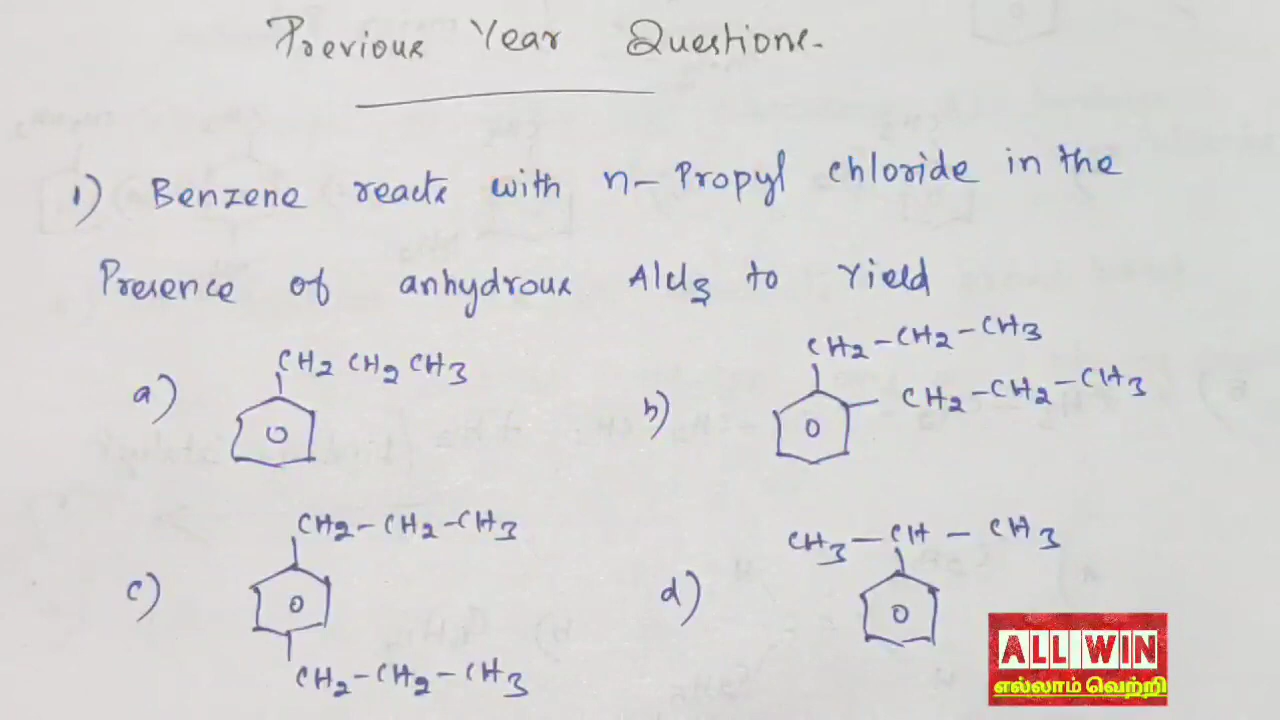 Previous Year Questions.
1) Benzene reacts with n- Propyl chloride in the
Presence of anhydrous AlCl3 to Yield
a) CH2 CH2 CH3
b) CH2-CH2-CH3
CH2-CH2-CH3
c) CH2-CH2-CH3
CH2-CH2-CH3
d) CH3-CH-CH3
ALL WIN
எல்லாம் வெற்றி